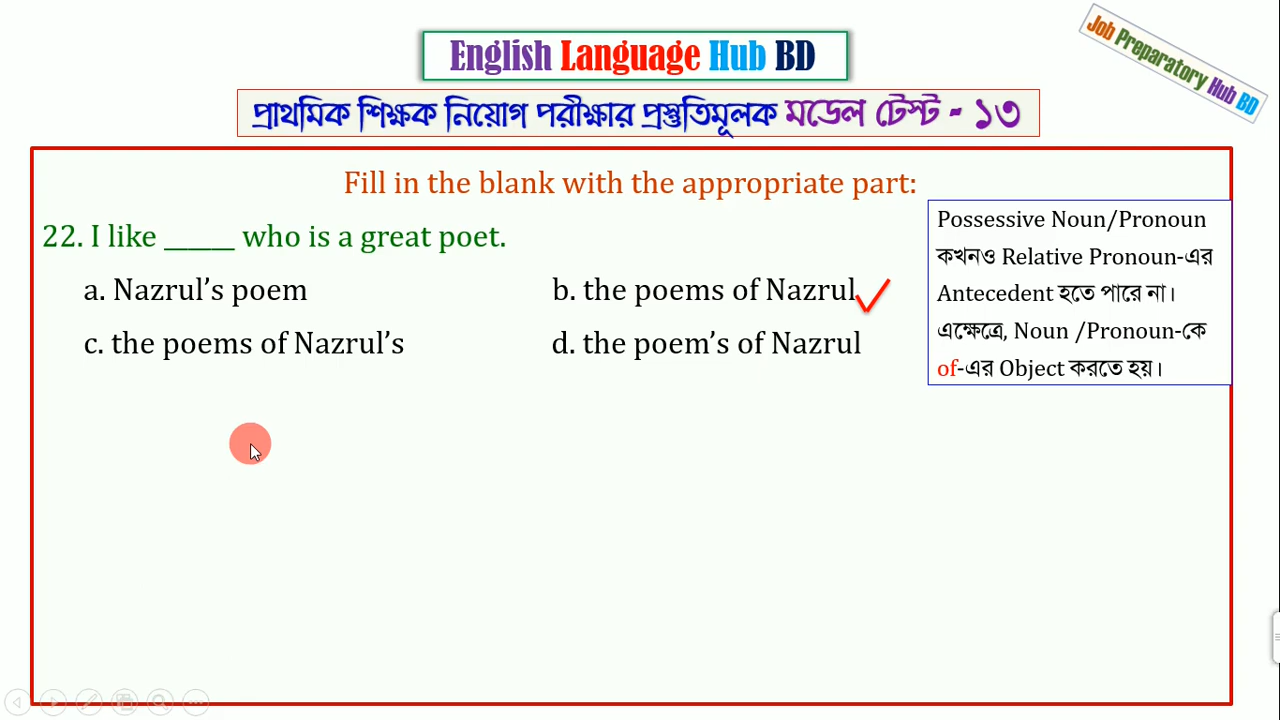 English Language Hub BD
Job Preparatory Hub BD
প্রাথমিক শিক্ষক নিয়োগ পরীক্ষার প্রস্তুতিমূলক মডেল টেস্ট - ১৩
Fill in the blank with the appropriate part:
22. I like ______ who is a great poet.
a. Nazrul’s poem
b. the poems of Nazrul
c. the poems of Nazrul’s
d. the poem’s of Nazrul
Possessive Noun/Pronoun
কখনও Relative Pronoun-এর
Antecedent হতে পারে না।
এক্ষেত্রে, Noun /Pronoun-কে
of-এর Object করতে হয়।